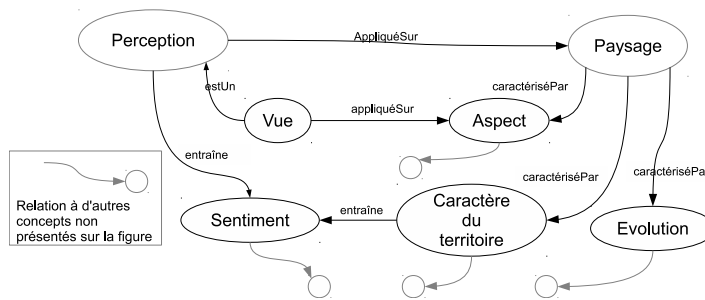 Perception
AppliquéSur
Paysage
estUn
caractériséPar
Vue
appliquéSur
Aspect
entraîne
caractériséPar
caractériséPa
Relation à d'autres
concepts non
présentés sur la figure
Sentiment
entraîne
Caractère
du
territoire
Evolution